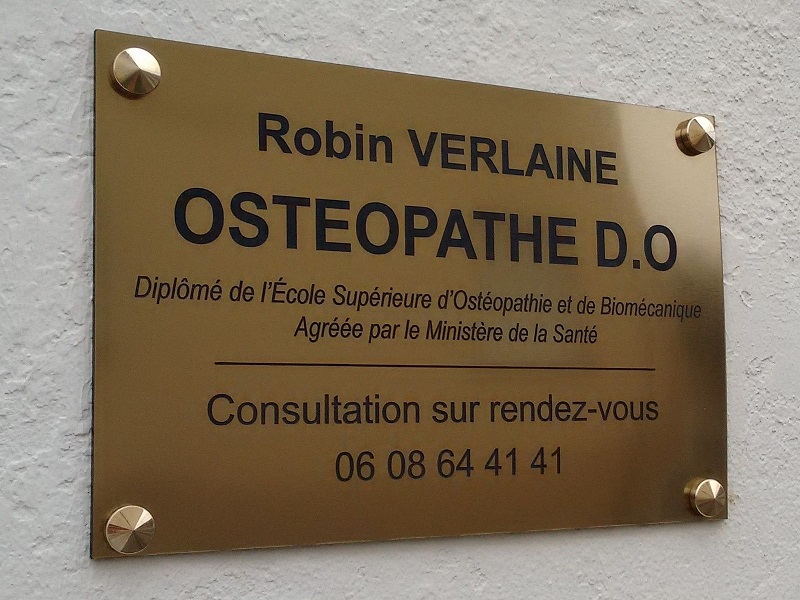 Robin VERLAINE
OSTEOPATHE D.O
Diplômé de l'École Supérieure d'Ostéopathie et de Biomécanique
Agréée par le Ministère de la Santé
Consultation sur rendez-vous
06 08 64 41 41